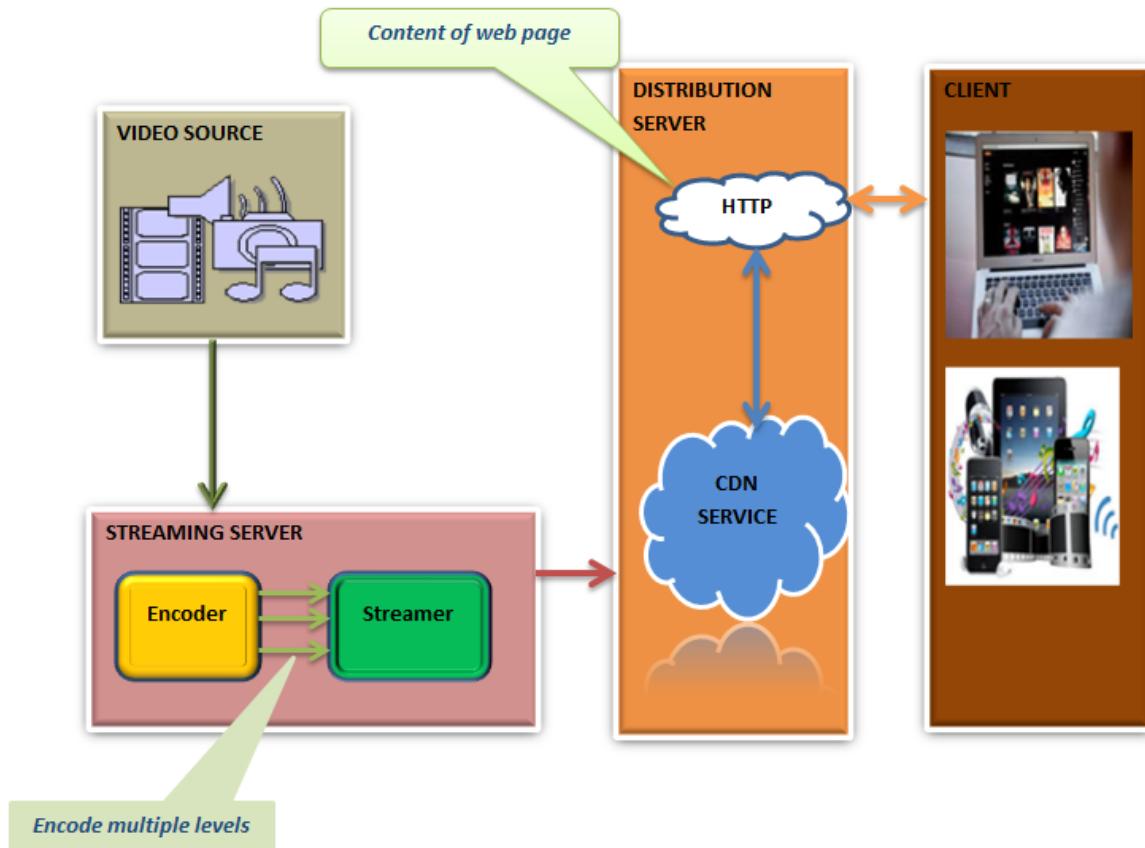 Content of web page
VIDEO SOURCE
DISTRIBUTION
SERVER
CLIENT
HTTP
CDN
SERVICE
STREAMING SERVER
Encoder
Streamer
Encode multiple levels